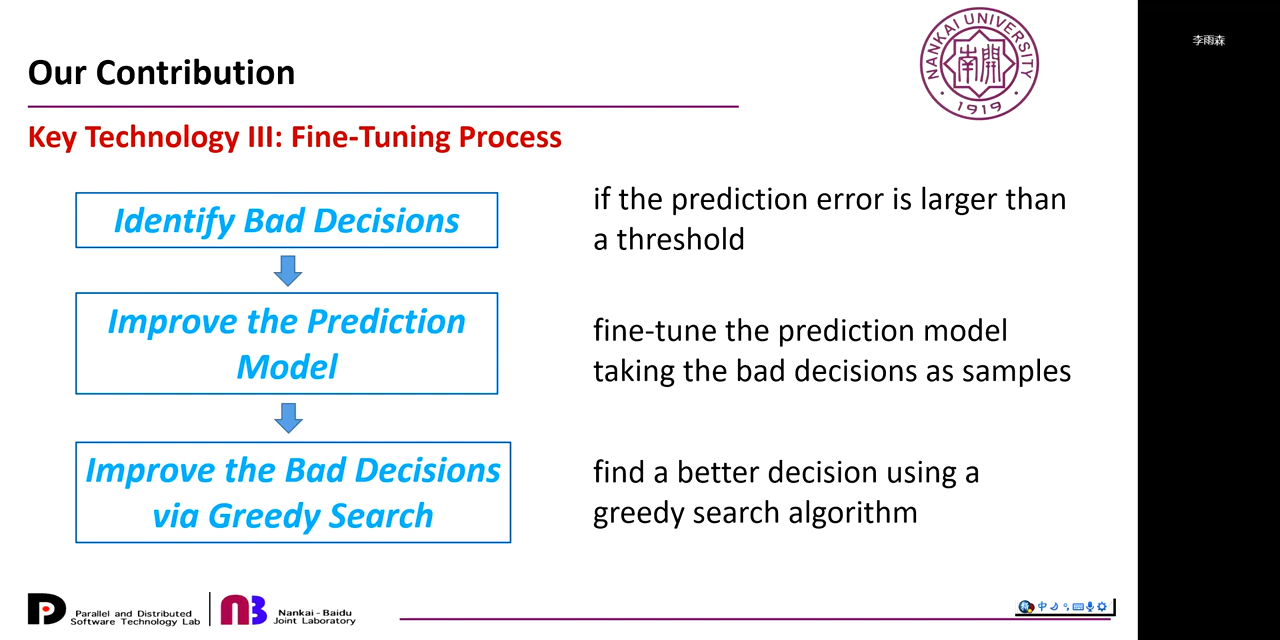 Our Contribution
NANKAI UNIVERSITY
南開
1919
李雨森
Key Technology III: Fine-Tuning Process
Identify Bad Decisions
if the prediction error is larger than
a threshold
Improve the Prediction
Model
fine-tune the prediction model
taking the bad decisions as samples
Improve the Bad Decisions
via Greedy Search
find a better decision using a
greedy search algorithm
Parallel and Distributed
Software Technology Lab
Nankai-Baidu
Joint Laboratory
中